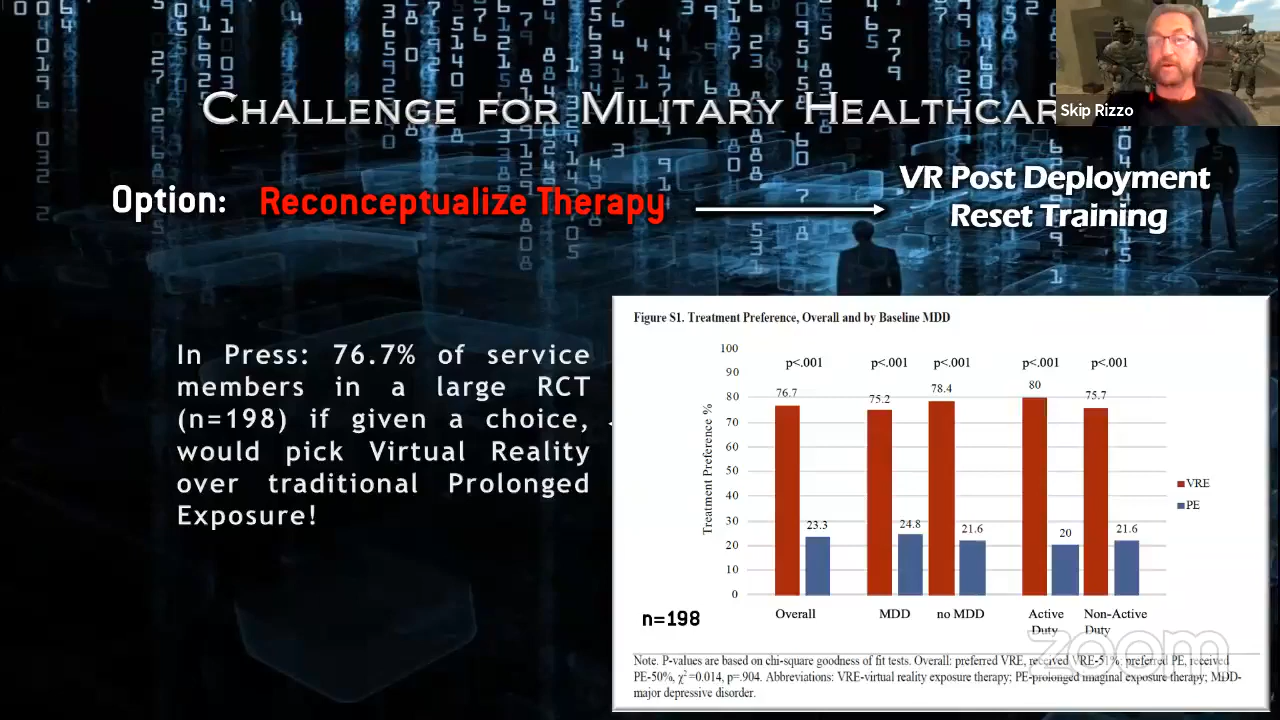 CHALLENGE FOR MILITARY HEALTHCAR
Skip Rizzo
Option: Reconceptualize Therapy
VR Post Deployment
Reset Training
In Press: 76.7% of service
members in a large RCT
(n=198) if given a choice,
would pick Virtual Reality
over traditional Prolonged
Exposure!
Figure S1. Treatment Preference, Overall and by Baseline MDD
Treatment Preference %
100
90
80
70
60
50
40
30
20
10
0
p<.001 p<.001 p<.001 p<.001 p<.001
76.7 75.2 78.4 80 75.7
23.3 24.8 21.6 20 21.6
VRE
PE
Overall MDD no MDD Active Duty Non-Active Duty
n=198
zoom
Note. P-values are based on chi-square goodness of fit tests. Overall: preferred VRE, received VRE-51%; preferred PE, received
PE-50%, χ²=0.014, p=.904. Abbreviations: VRE-virtual reality exposure therapy; PE-prolonged imaginal exposure therapy; MDD-
major depressive disorder.